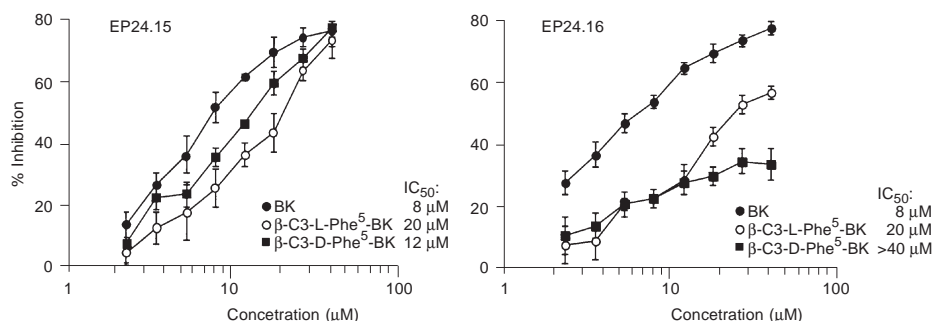 EP24.15
80
60
40
20
0
% Inhibition
IC50:
BK 8 μM
β-C3-L-Phe5-BK 20 μM
β-C3-D-Phe5-BK 12 μM
1 10 100
Concetration (μM)
EP24.16
80
60
40
20
0
IC50:
BK 8 μM
β-C3-L-Phe5-BK 20 μM
β-C3-D-Phe5-BK >40 μM
1 10 100
Concetration (μM)